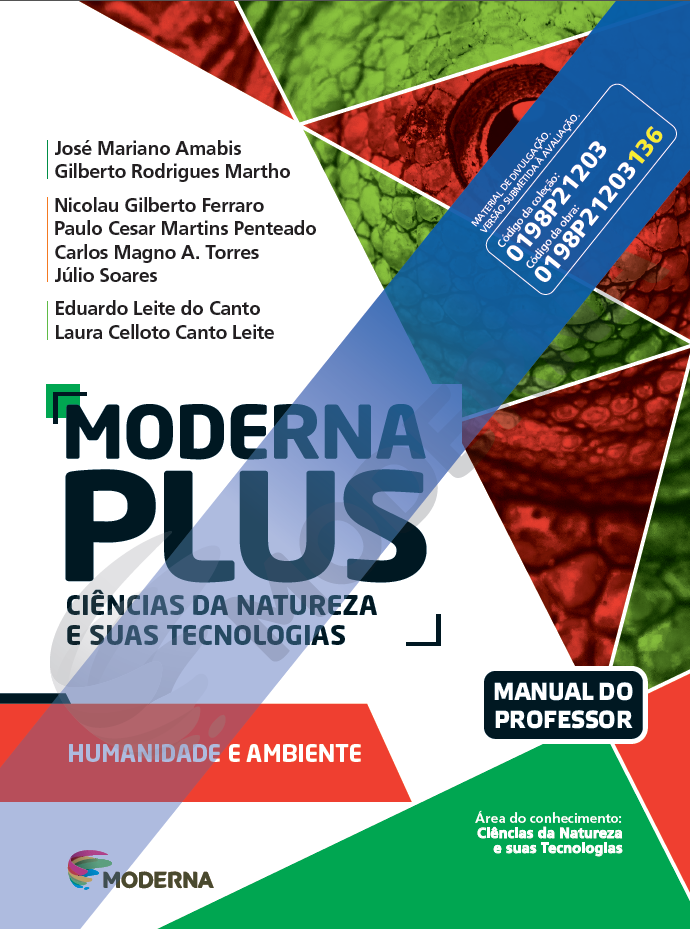 José Mariano Amabis
Gilberto Rodrigues Martho
Nicolau Gilberto Ferraro
Paulo Cesar Martins Penteado
Carlos Magno A. Torres
Júlio Soares
Eduardo Leite do Canto
Laura Celloto Canto Leite
MATERIAL DE DIVULGAÇÃO.
VERSÃO SUBMETIDA À AVALIAÇÃO.
Código da coleção:
0198P21203
Código da obra:
0198P21203136
MODERNA
PLUS
CIÊNCIAS DA NATUREZA
E SUAS TECNOLOGIAS
MANUAL DO
PROFESSOR
HUMANIDADE E AMBIENTE
Área do conhecimento:
Ciências da Natureza
e suas Tecnologias
MODERNA